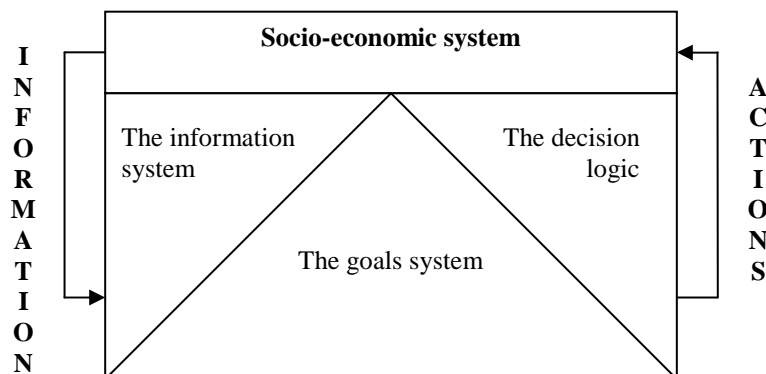 Socio-economic system
INFORMATION
The information
system
The decision
logic
The goals system
ACTIONS